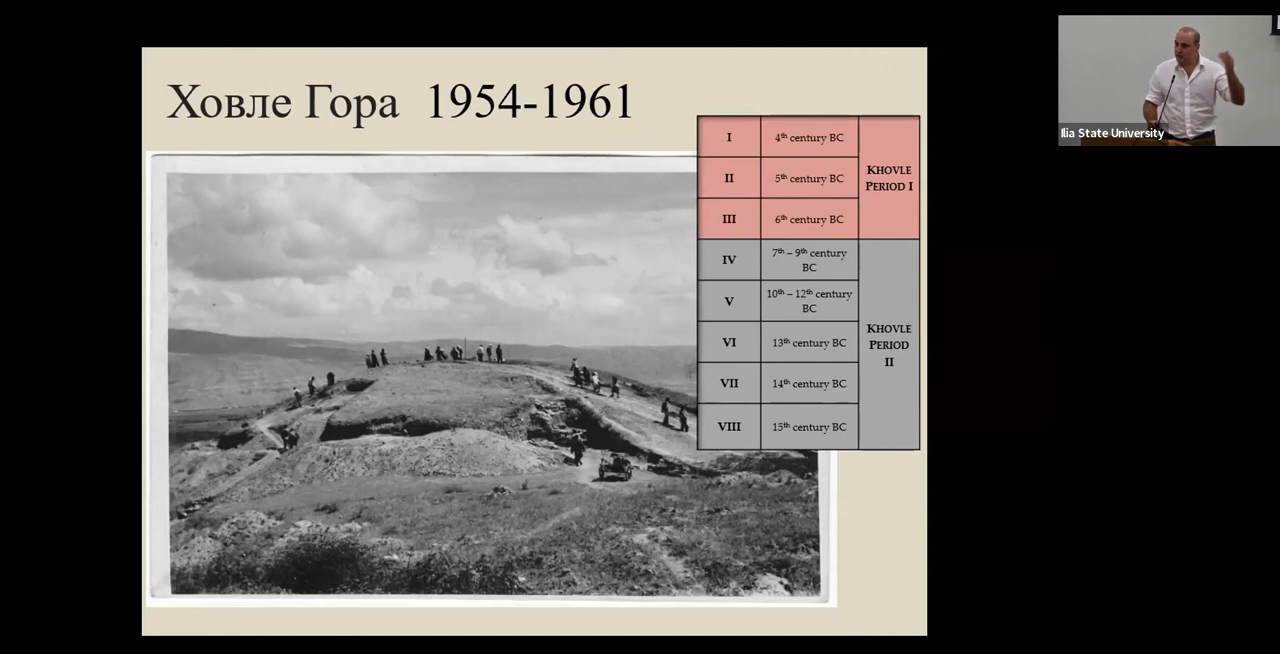 Ховле Гора 1954-1961
I
4th century BC
KHOVLE
PERIOD I
II
5th century BC
III
6th century BC
IV
7th – 9th century
BC
V
10th – 12th century
BC
KHOVLE
PERIOD
II
VI
13th century BC
VII
14th century BC
VIII
15th century BC
Ilia State University